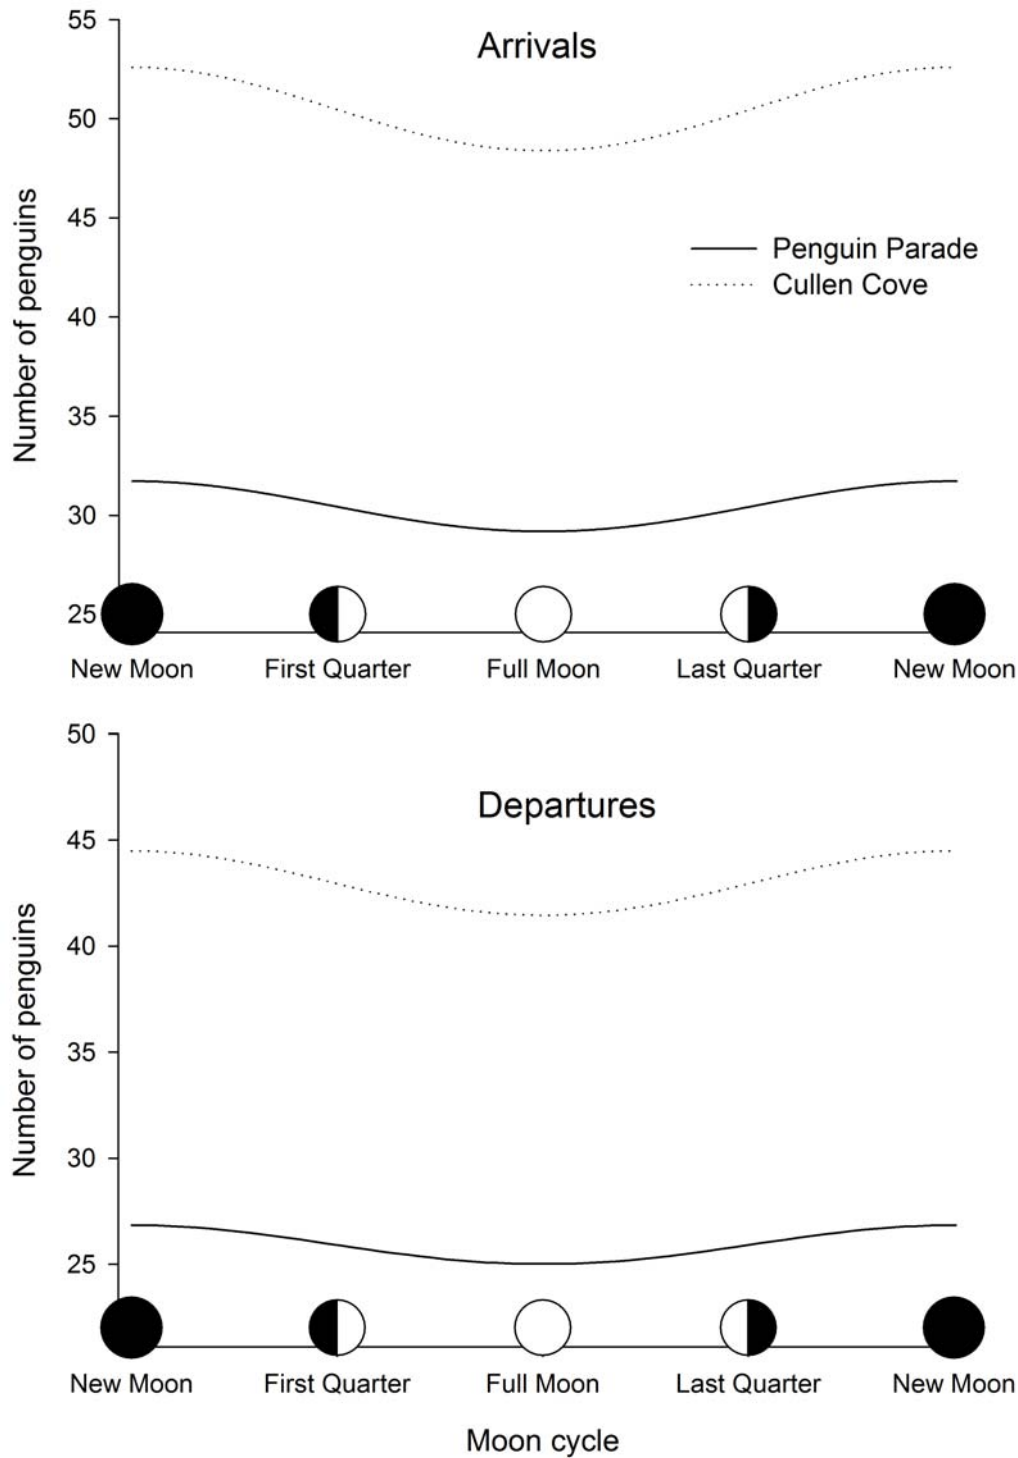 Arrivals
Number of penguins
55
50
45
40
35
30
25
Penguin Parade
Cullen Cove
New Moon First Quarter Full Moon Last Quarter New Moon
Departures
Number of penguins
50
45
40
35
30
25
New Moon First Quarter Full Moon Last Quarter New Moon
Moon cycle